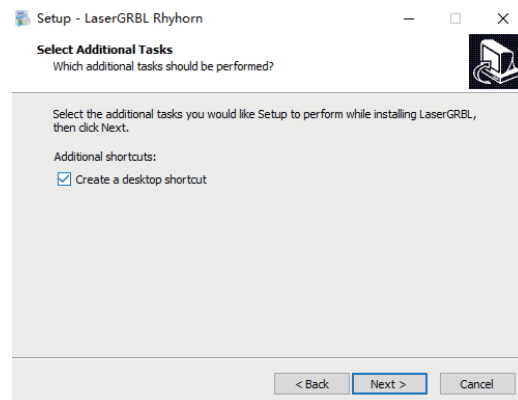 Setup - LaserGRBL Rhyhorn
Select Additional Tasks
Which additional tasks should be performed?
Select the additional tasks you would like Setup to perform while installing LaserGRBL,
then click Next.
Additional shortcuts:
Create a desktop shortcut
< Back
Next >
Cancel